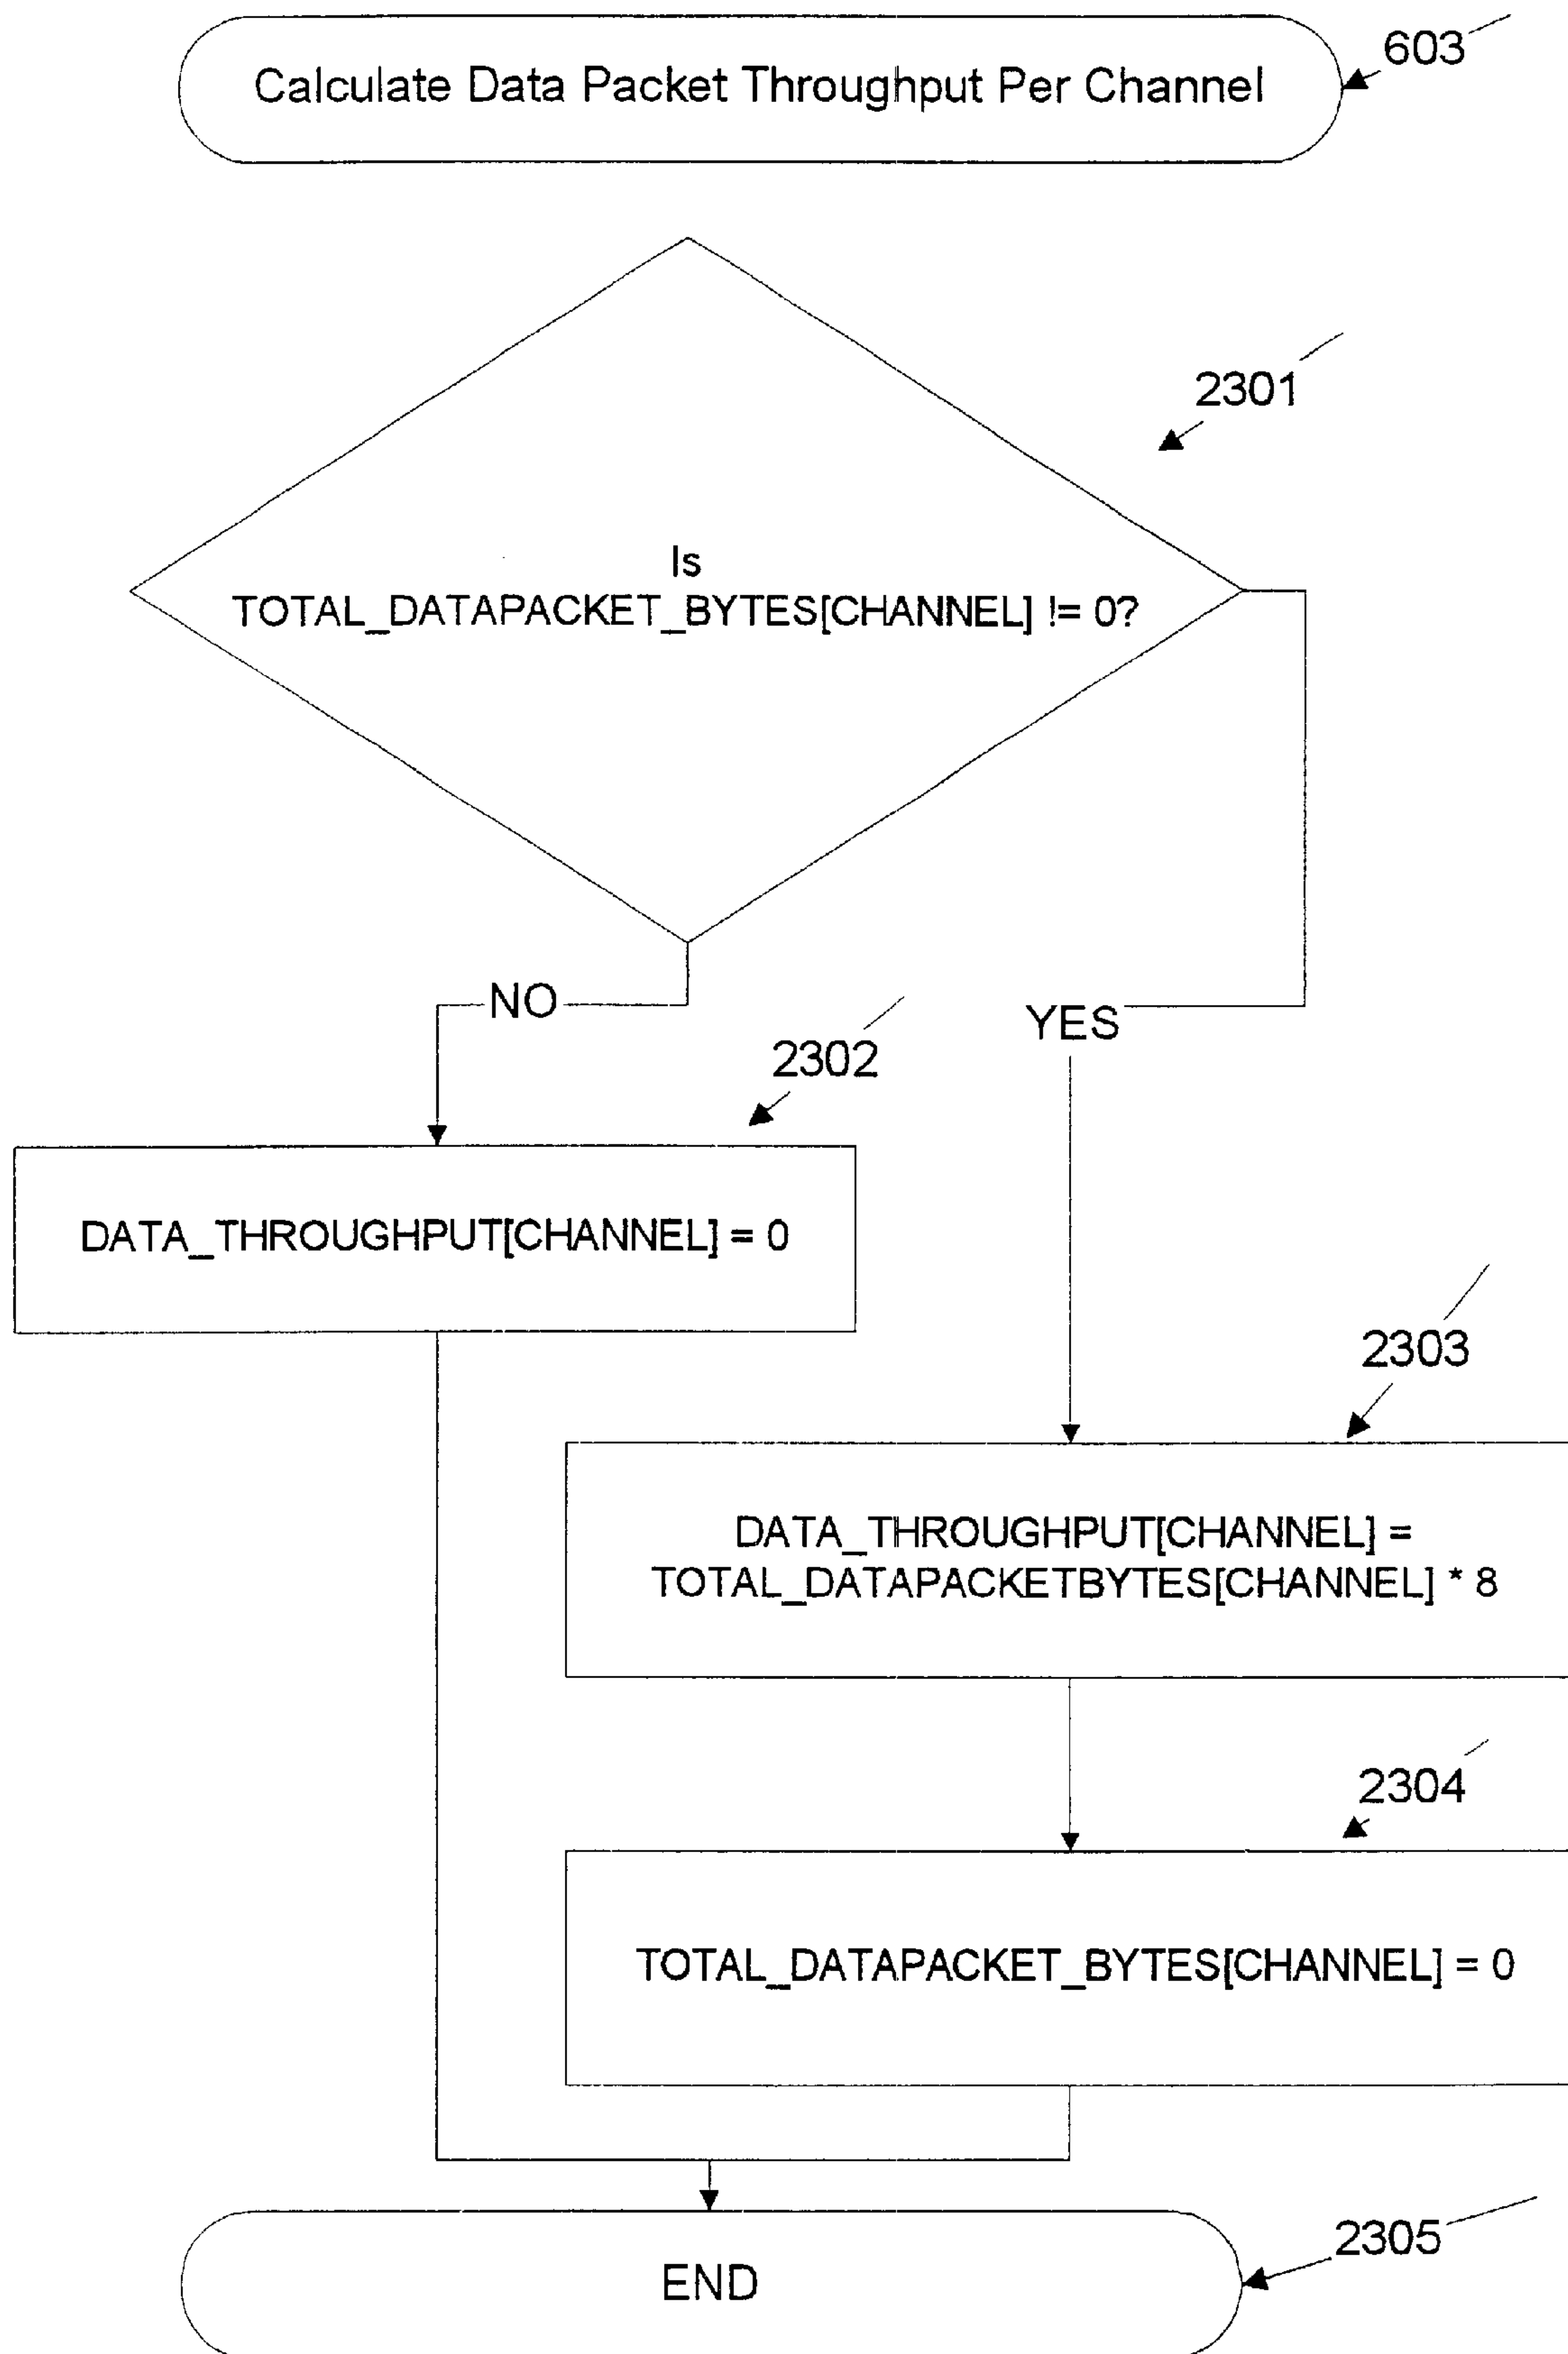 603
Calculate Data Packet Throughput Per Channel
2301
Is
TOTAL_DATAPACKET_BYTES[CHANNEL] != 0?
NO
YES
2302
DATA_THROUGHPUT[CHANNEL] = 0
2303
DATA_THROUGHPUT[CHANNEL] =
TOTAL_DATAPACKETBYTES[CHANNEL] * 8
2304
TOTAL_DATAPACKET_BYTES[CHANNEL] = 0
2305
END